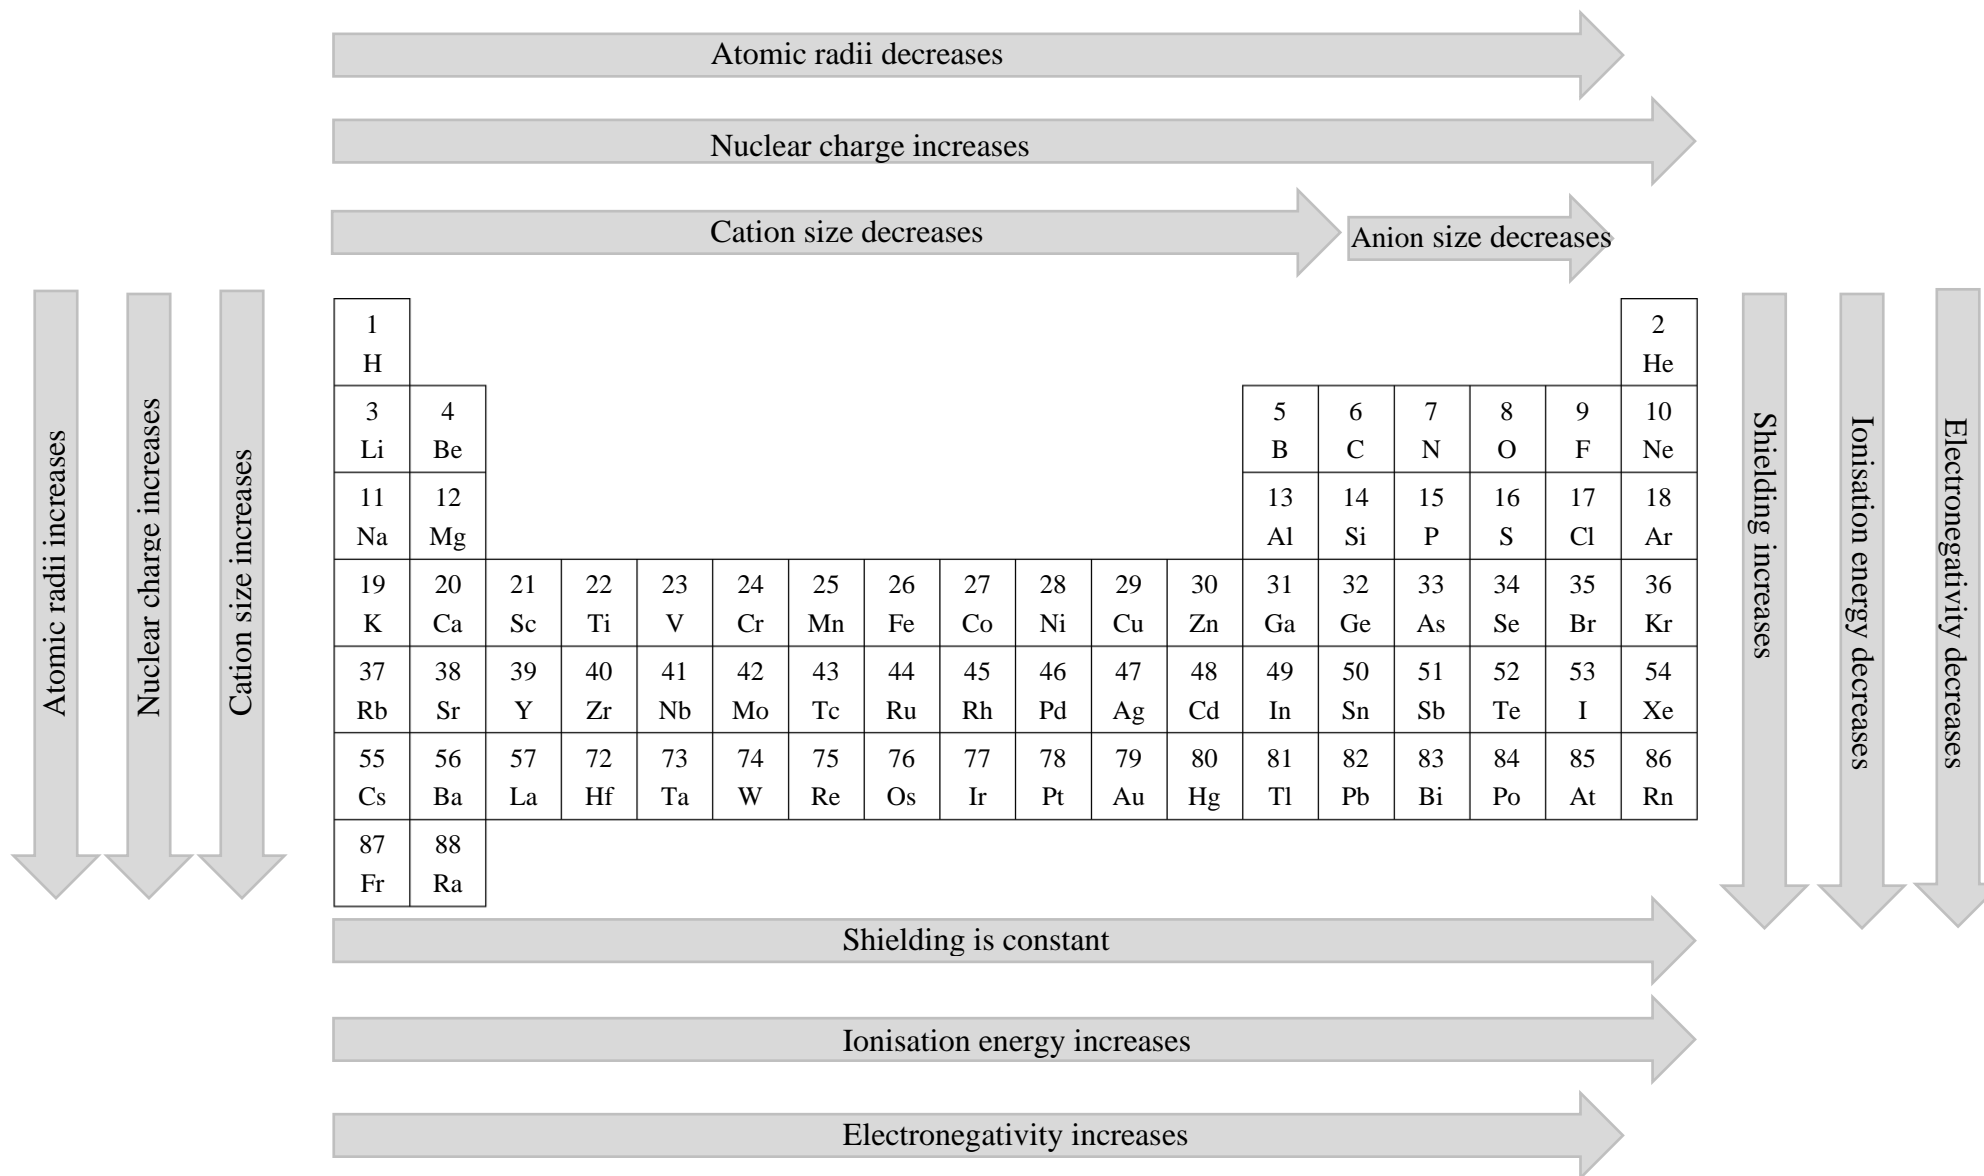 Atomic radii decreases
Nuclear charge increases
Cation size decreases
Anion size decreases
Atomic radii increases
Nuclear charge increases
Cation size increases
1 2
H He
3 4 5 6 7 8 9 10
Li Be B C N O F Ne
11 12 13 14 15 16 17 18
Na Mg Al Si P S Cl Ar
19 20 21 22 23 24 25 26 27 28 29 30 31 32 33 34 35 36
K Ca Sc Ti V Cr Mn Fe Co Ni Cu Zn Ga Ge As Se Br Kr
37 38 39 40 41 42 43 44 45 46 47 48 49 50 51 52 53 54
Rb Sr Y Zr Nb Mo Tc Ru Rh Pd Ag Cd In Sn Sb Te I Xe
55 56 57 72 73 74 75 76 77 78 79 80 81 82 83 84 85 86
Cs Ba La Hf Ta W Re Os Ir Pt Au Hg Tl Pb Bi Po At Rn
87 88
Fr Ra
Shielding increases
Ionisation energy decreases
Electronegativity decreases
Shielding is constant
Ionisation energy increases
Electronegativity increases